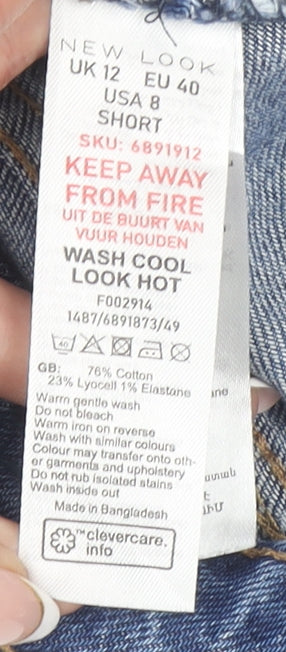 NEW LOOK
UK 12 EU 40
USA 8
SHORT
SKU: 6891912
KEEP AWAY
FROM FIRE
UIT DE BUURT VAN
VUUR HOUDEN
WASH COOL
LOOK HOT
F002914
1487/6891873/49
40
GB: 76% Cotton
23% Lyocell 1% Elastane
Warm gentle wash
Do not bleach
Warm iron on reverse
Wash with similar colours
Colour may transfer onto oth-
er garments and upholstery
Do not rub isolated stains
Wash inside out
Made in Bangladesh
™clevercare.
info